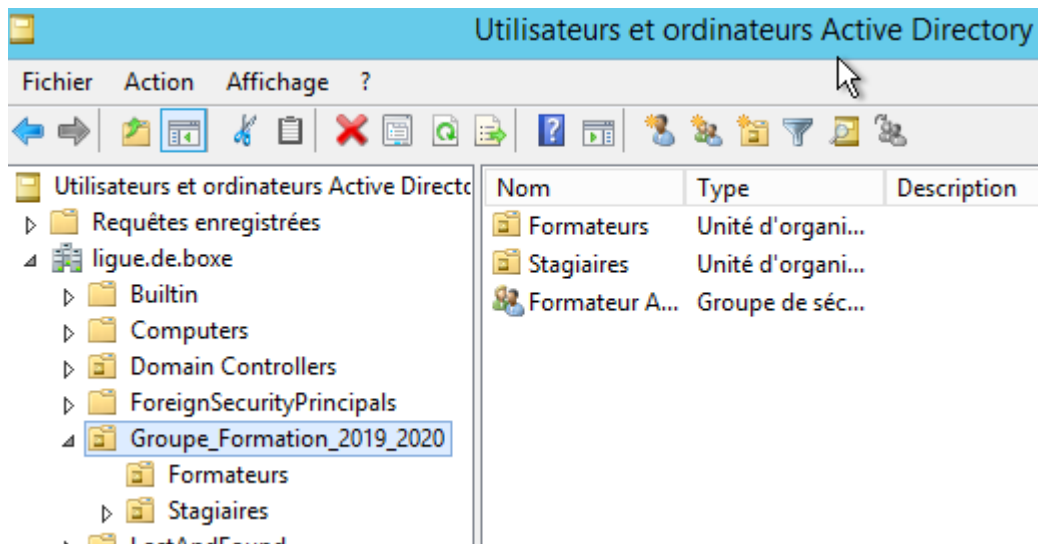 Utilisateurs et ordinateurs Active Directory
Fichier Action Affichage ?
Utilisateurs et ordinateurs Active Directo
Requêtes enregistrées
ligue.de.boxe
Builtin
Computers
Domain Controllers
ForeignSecurityPrincipals
Groupe_Formation_2019_2020
Formateurs
Stagiaires
LostAndFound
Nom Type Description
Formateurs Unité d'organi...
Stagiaires Unité d'organi...
Formateur A... Groupe de séc...